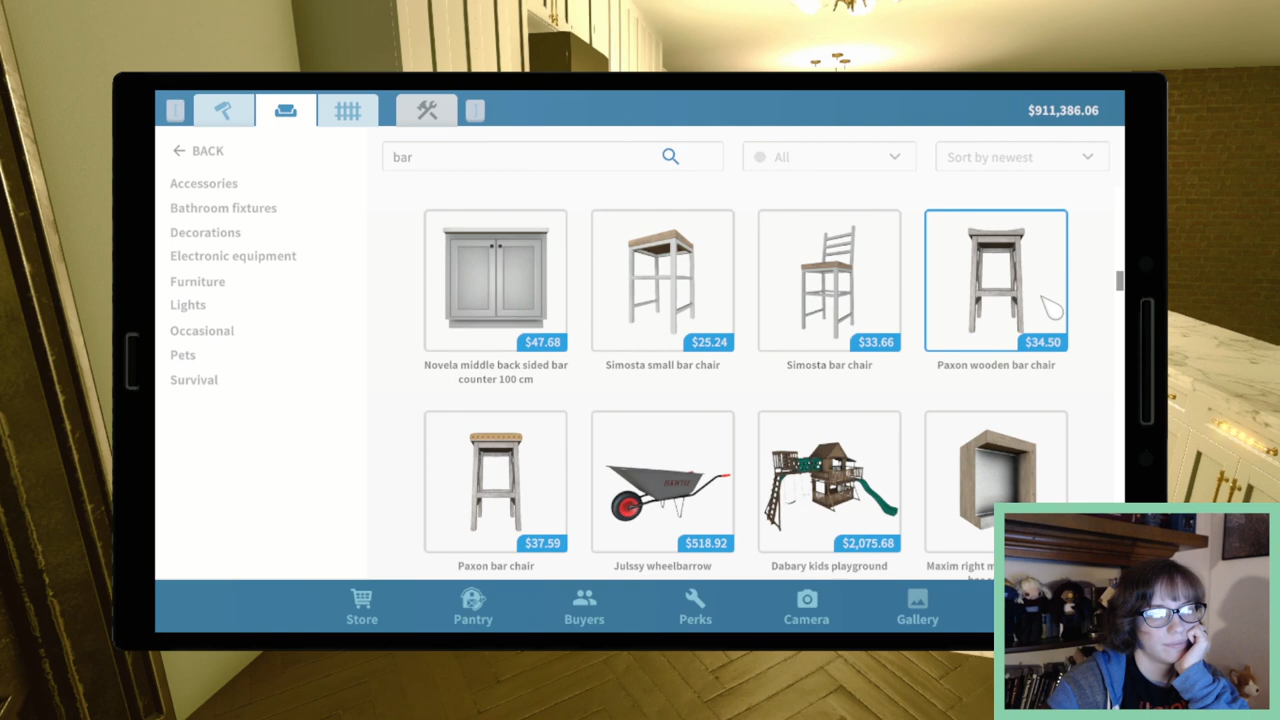 $911,386.06
BACK
bar
All
Sort by newest
Accessories
Bathroom fixtures
Decorations
Electronic equipment
Furniture
Lights
Occasional
Pets
Survival
$47.68
$25.24
$33.66
$34.50
Novela middle back sided bar
counter 100 cm
Simosta small bar chair
Simosta bar chair
Paxon wooden bar chair
$37.59
$518.92
$2,075.68
Paxon bar chair
Julssy wheelbarrow
Dabary kids playground
Maxim right
Store
Pantry
Buyers
Perks
Camera
Gallery